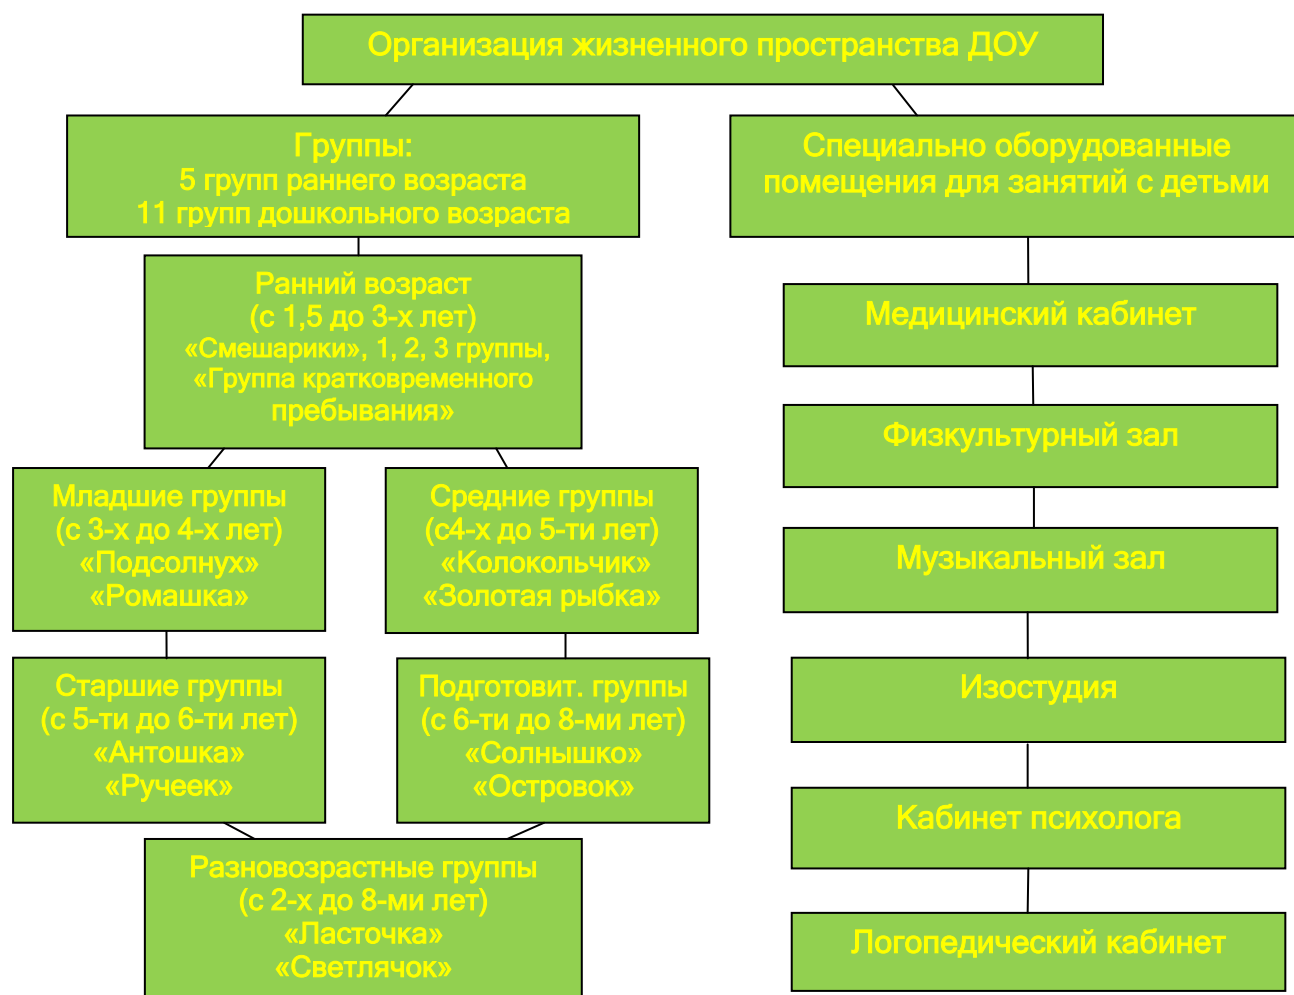 Организация жизненного пространства ДОУ
Группы:
5 групп раннего возраста
11 групп дошкольного возраста
Специально оборудованные
помещения для занятий с детьми
Ранний возраст
(с 1,5 до 3-х лет)
«Смешарики», 1, 2, 3 группы,
«Группа кратковременного
пребывания»
Младшие группы
(с 3-х до 4-х лет)
«Подсолнух»
«Ромашка»
Средние группы
(с4-х до 5-ти лет)
«Колокольчик»
«Золотая рыбка»
Старшие группы
(с 5-ти до 6-ти лет)
«Антошка»
«Ручеек»
Подготовит. группы
(с 6-ти до 8-ми лет)
«Солнышко»
«Островок»
Разновозрастные группы
(с 2-х до 8-ми лет)
«Ласточка»
«Светлячок»
Медицинский кабинет
Физкультурный зал
Музыкальный зал
Изостудия
Кабинет психолога
Логопедический кабинет